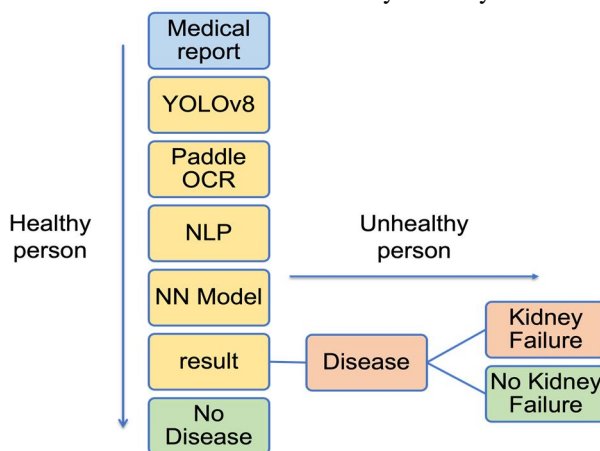 Medical
report
YOLOv8
Paddle
OCR
NLP
NN Model
result
No
Disease
Healthy
person
Unhealthy
person
Disease
Kidney
Failure
No Kidney
Failure